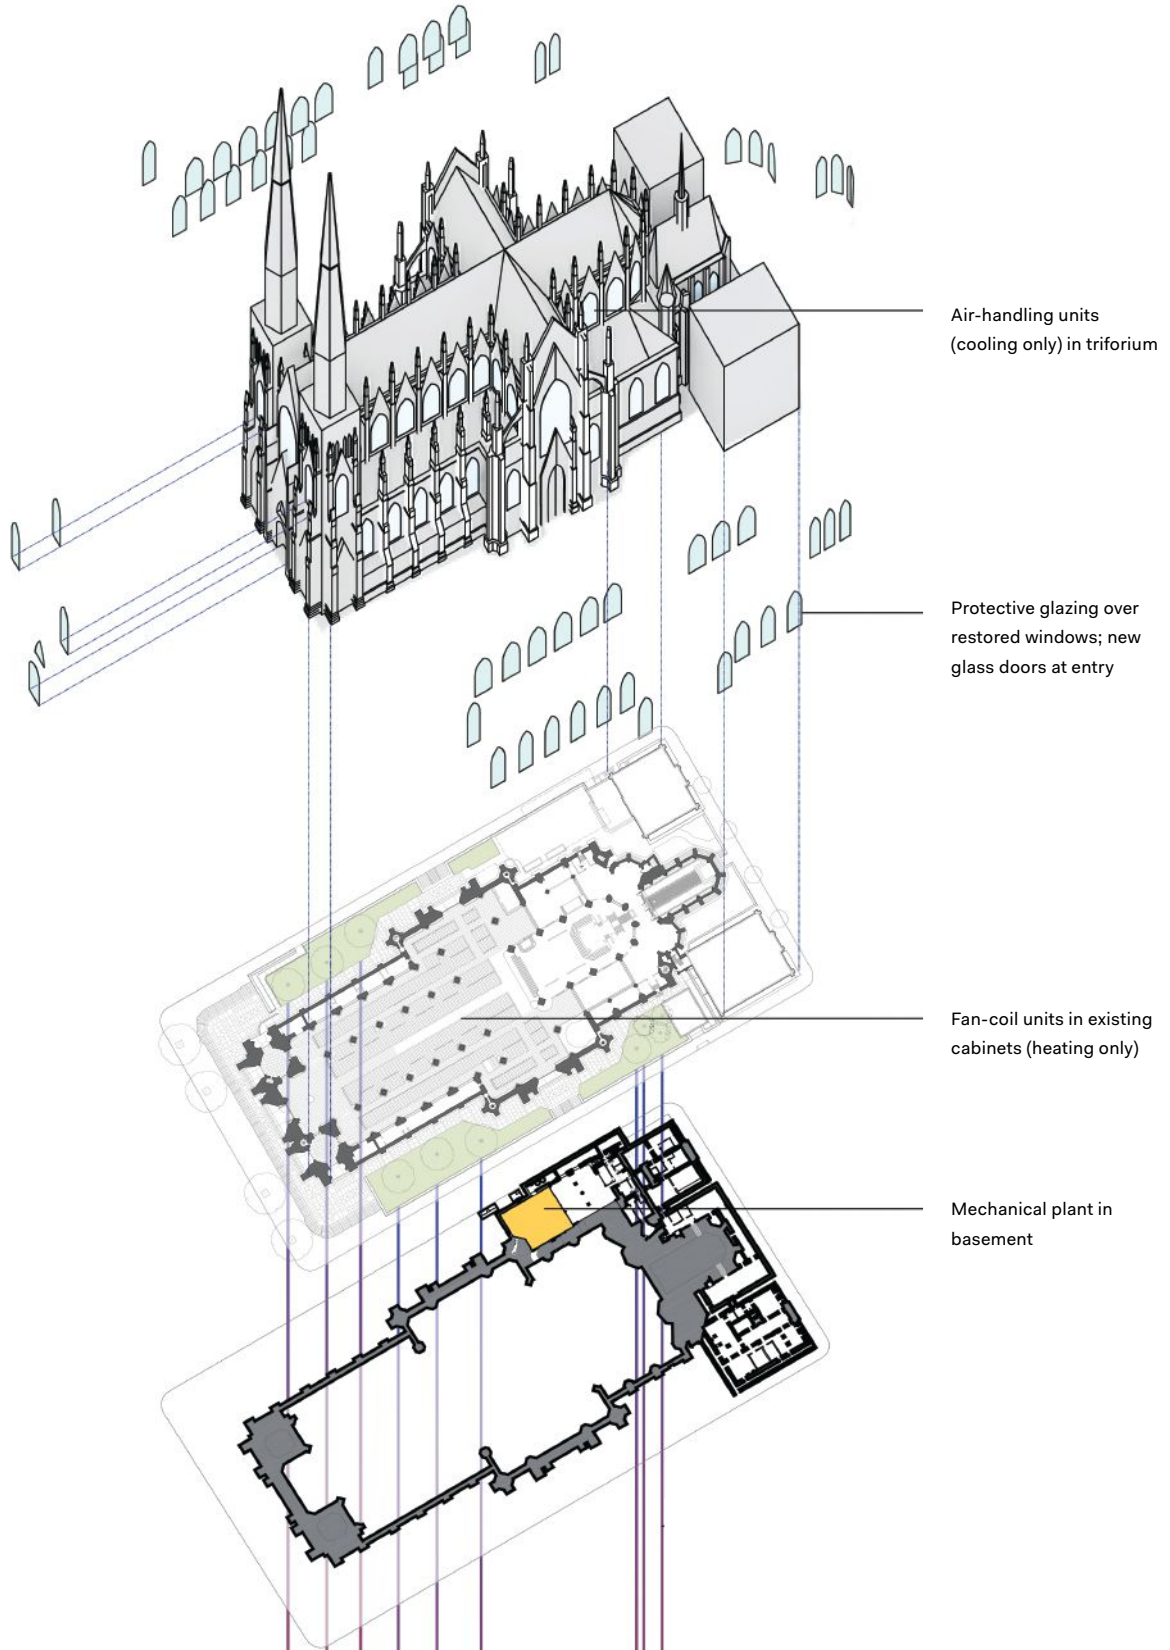 Air-handling units
(cooling only) in triforium
Protective glazing over
restored windows; new
glass doors at entry
Fan-coil units in existing
cabinets (heating only)
Mechanical plant in
basement